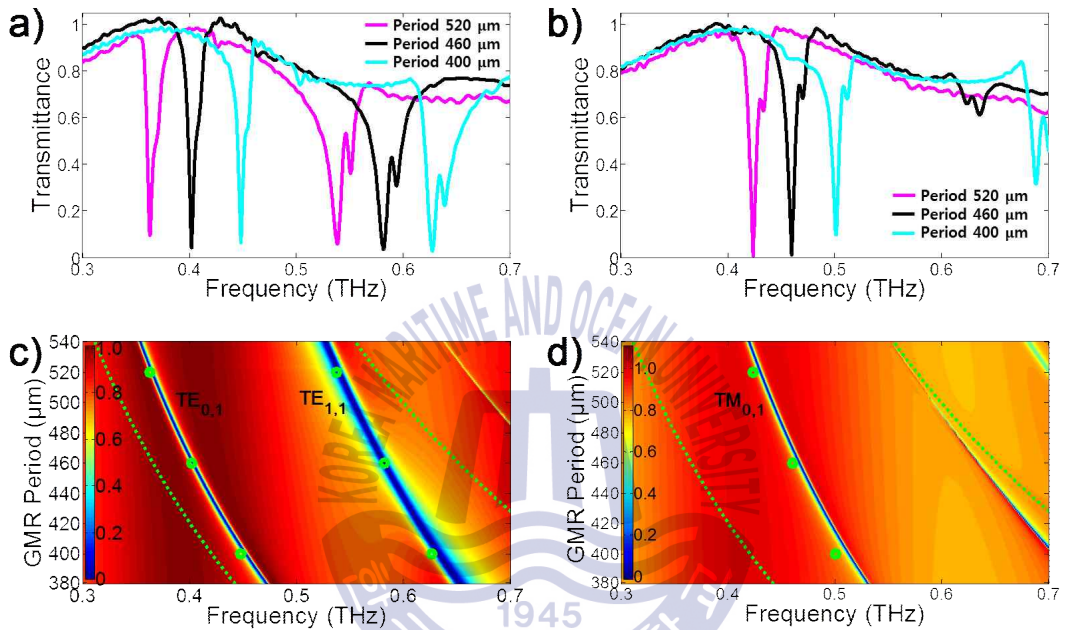 a)
Transmittance
1
0.8
0.6
0.4
0.2
0
0.3 0.4 0.5 0.6 0.7
Frequency (THz)
Period 520 μm
Period 460 μm
Period 400 μm
b)
Transmittance
1
0.8
0.6
0.4
0.2
0
0.3 0.4 0.5 0.6 0.7
Frequency (THz)
Period 520 μm
Period 460 μm
Period 400 μm
c)
GMR Period (μm)
540
520
500
480
460
440
420
400
380
1.0
0.8
0.6
0.4
0.2
0
TE0,1
TE1,1
0.3 0.4 0.5 0.6 0.7
Frequency (THz)
d)
GMR Period (μm)
540
520
500
480
460
440
420
400
380
1.0
0.8
0.6
0.4
0.2
0.0
TM0,1
0.3 0.4 0.5 0.6 0.7
Frequency (THz)
KOREA MARITIME AND OCEAN UNIVERSITY
1945